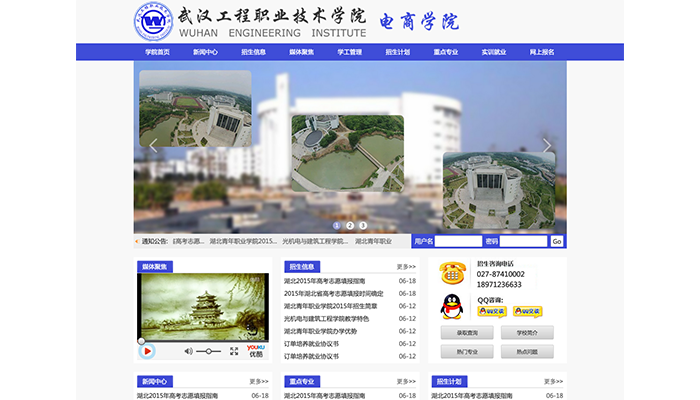 武汉工程职业技术学院 电商学院
WUHAN ENGINEERING INSTITUTE
学院首页 新闻中心 招生信息 媒体聚焦 学工管理 招生计划 重点专业 实训就业 网上报名
1 2 3
通知公告: 高考志愿... 湖北青年职业学院2015... 光机电与建筑工程学院... 湖北青年职业
用户名 密码 Go
媒体聚焦
YOUKU
优酷
招生信息 更多>>
湖北2015年高考志愿填报指南 06-18
2015年湖北省高考志愿填报时间确定 06-18
湖北青年职业学院2015年招生简章 06-12
光机电与建筑工程学院教学特色 06-12
湖北青年职业学院办学优势 06-12
订单培养就业协议书 06-12
订单培养就业协议书 06-12
招生咨询电话
027-87410002
18971236633
QQ咨询:
QQ交谈 QQ交谈
录取查询 学校简介
热门专业 热点问题
新闻中心 更多>>
湖北2015年高考志愿填报指南 06-18
重点专业 更多>>
湖北2015年高考志愿填报指南 06-18
招生计划 更多>>
湖北2015年高考志愿填报指南 06-18